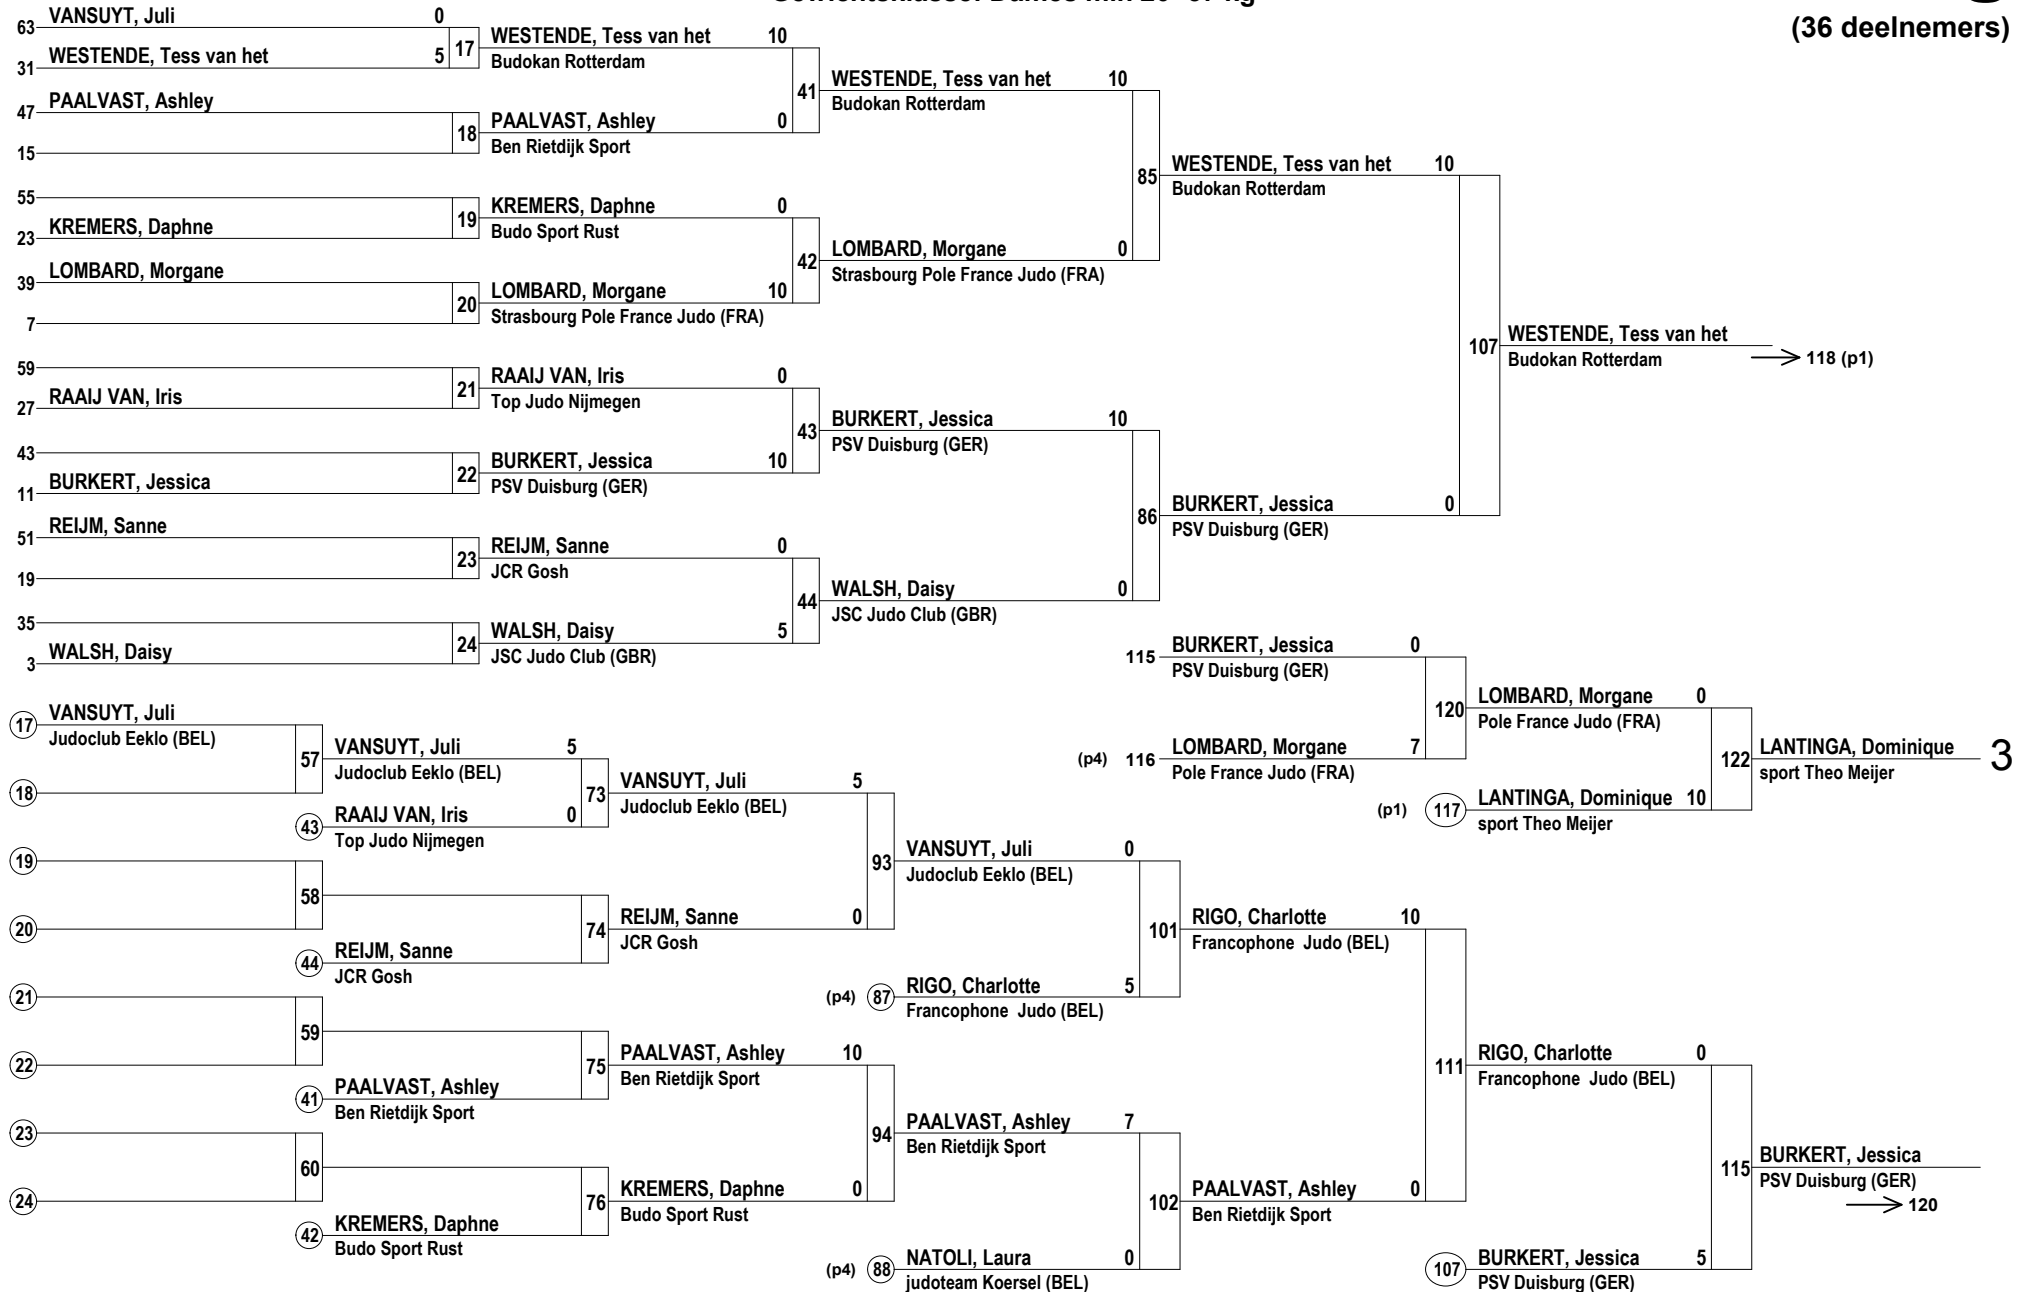 (36 deelnemers)
63 VANSUYT, Juli 0
31 WESTENDE, Tess van het 5
17 WESTENDE, Tess van het 10
Budokan Rotterdam
47 PAALVAST, Ashley
15
18 PAALVAST, Ashley 0
Ben Rietdijk Sport
41 WESTENDE, Tess van het 10
Budokan Rotterdam
55
23 KREMERS, Daphne
19 KREMERS, Daphne 0
Budo Sport Rust
39 LOMBARD, Morgane
7
20 LOMBARD, Morgane 10
Strasbourg Pole France Judo (FRA)
42 LOMBARD, Morgane 0
Strasbourg Pole France Judo (FRA)
85 WESTENDE, Tess van het 10
Budokan Rotterdam
59
27 RAAIJ VAN, Iris
21 RAAIJ VAN, Iris 0
Top Judo Nijmegen
43
11 BURKERT, Jessica
22 BURKERT, Jessica 10
PSV Duisburg (GER)
43 BURKERT, Jessica 10
PSV Duisburg (GER)
51 REIJM, Sanne
19
23 REIJM, Sanne 0
JCR Gosh
35
3 WALSH, Daisy
24 WALSH, Daisy 5
JSC Judo Club (GBR)
44 WALSH, Daisy 0
JSC Judo Club (GBR)
86 BURKERT, Jessica 0
PSV Duisburg (GER)
107 WESTENDE, Tess van het
Budokan Rotterdam
118 (p1)
115 BURKERT, Jessica 0
PSV Duisburg (GER)
(p4) 116 LOMBARD, Morgane 7
Pole France Judo (FRA)
120 LOMBARD, Morgane 0
Pole France Judo (FRA)
(p1) 117 LANTINGA, Dominique 10
sport Theo Meijer
122 LANTINGA, Dominique 3
sport Theo Meijer
17 VANSUYT, Juli
Judoclub Eeklo (BEL)
18
57 VANSUYT, Juli 5
Judoclub Eeklo (BEL)
43 RAAIJ VAN, Iris 0
Top Judo Nijmegen
73 VANSUYT, Juli 5
Judoclub Eeklo (BEL)
19
20
58
44 REIJM, Sanne
JCR Gosh
74 REIJM, Sanne 0
JCR Gosh
93 VANSUYT, Juli 0
Judoclub Eeklo (BEL)
(p4) 87 RIGO, Charlotte 5
Francophone Judo (BEL)
101 RIGO, Charlotte 10
Francophone Judo (BEL)
21
22
59
41 PAALVAST, Ashley
Ben Rietdijk Sport
75 PAALVAST, Ashley 10
Ben Rietdijk Sport
23
24
60
42 KREMERS, Daphne
Budo Sport Rust
76 KREMERS, Daphne 0
Budo Sport Rust
94 PAALVAST, Ashley 7
Ben Rietdijk Sport
(p4) 88 NATOLI, Laura 0
judoteam Koersel (BEL)
102 PAALVAST, Ashley 0
Ben Rietdijk Sport
111 RIGO, Charlotte 0
Francophone Judo (BEL)
107 BURKERT, Jessica 5
PSV Duisburg (GER)
115 BURKERT, Jessica
PSV Duisburg (GER)
120